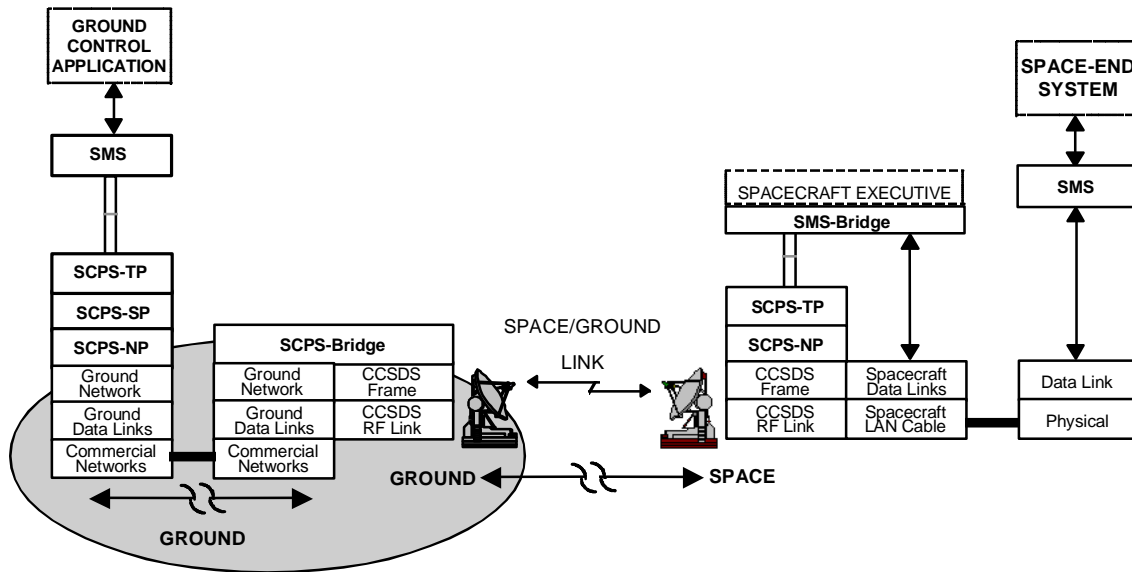 GROUND
CONTROL
APPLICATION
SMS
SCPS-TP
SCPS-SP
SCPS-NP
Ground
Network
Ground
Data Links
Commercial
Networks
SCPS-Bridge
Ground
Network
CCSDS
Frame
Ground
Data Links
CCSDS
RF Link
Commercial
Networks
GROUND
SPACE/GROUND
LINK
GROUND
SPACE
SPACECRAFT EXECUTIVE
SMS-Bridge
SCPS-TP
SCPS-NP
CCSDS
Frame
Spacecraft
Data Links
CCSDS
RF Link
Spacecraft
LAN Cable
SPACE-END
SYSTEM
SMS
Data Link
Physical